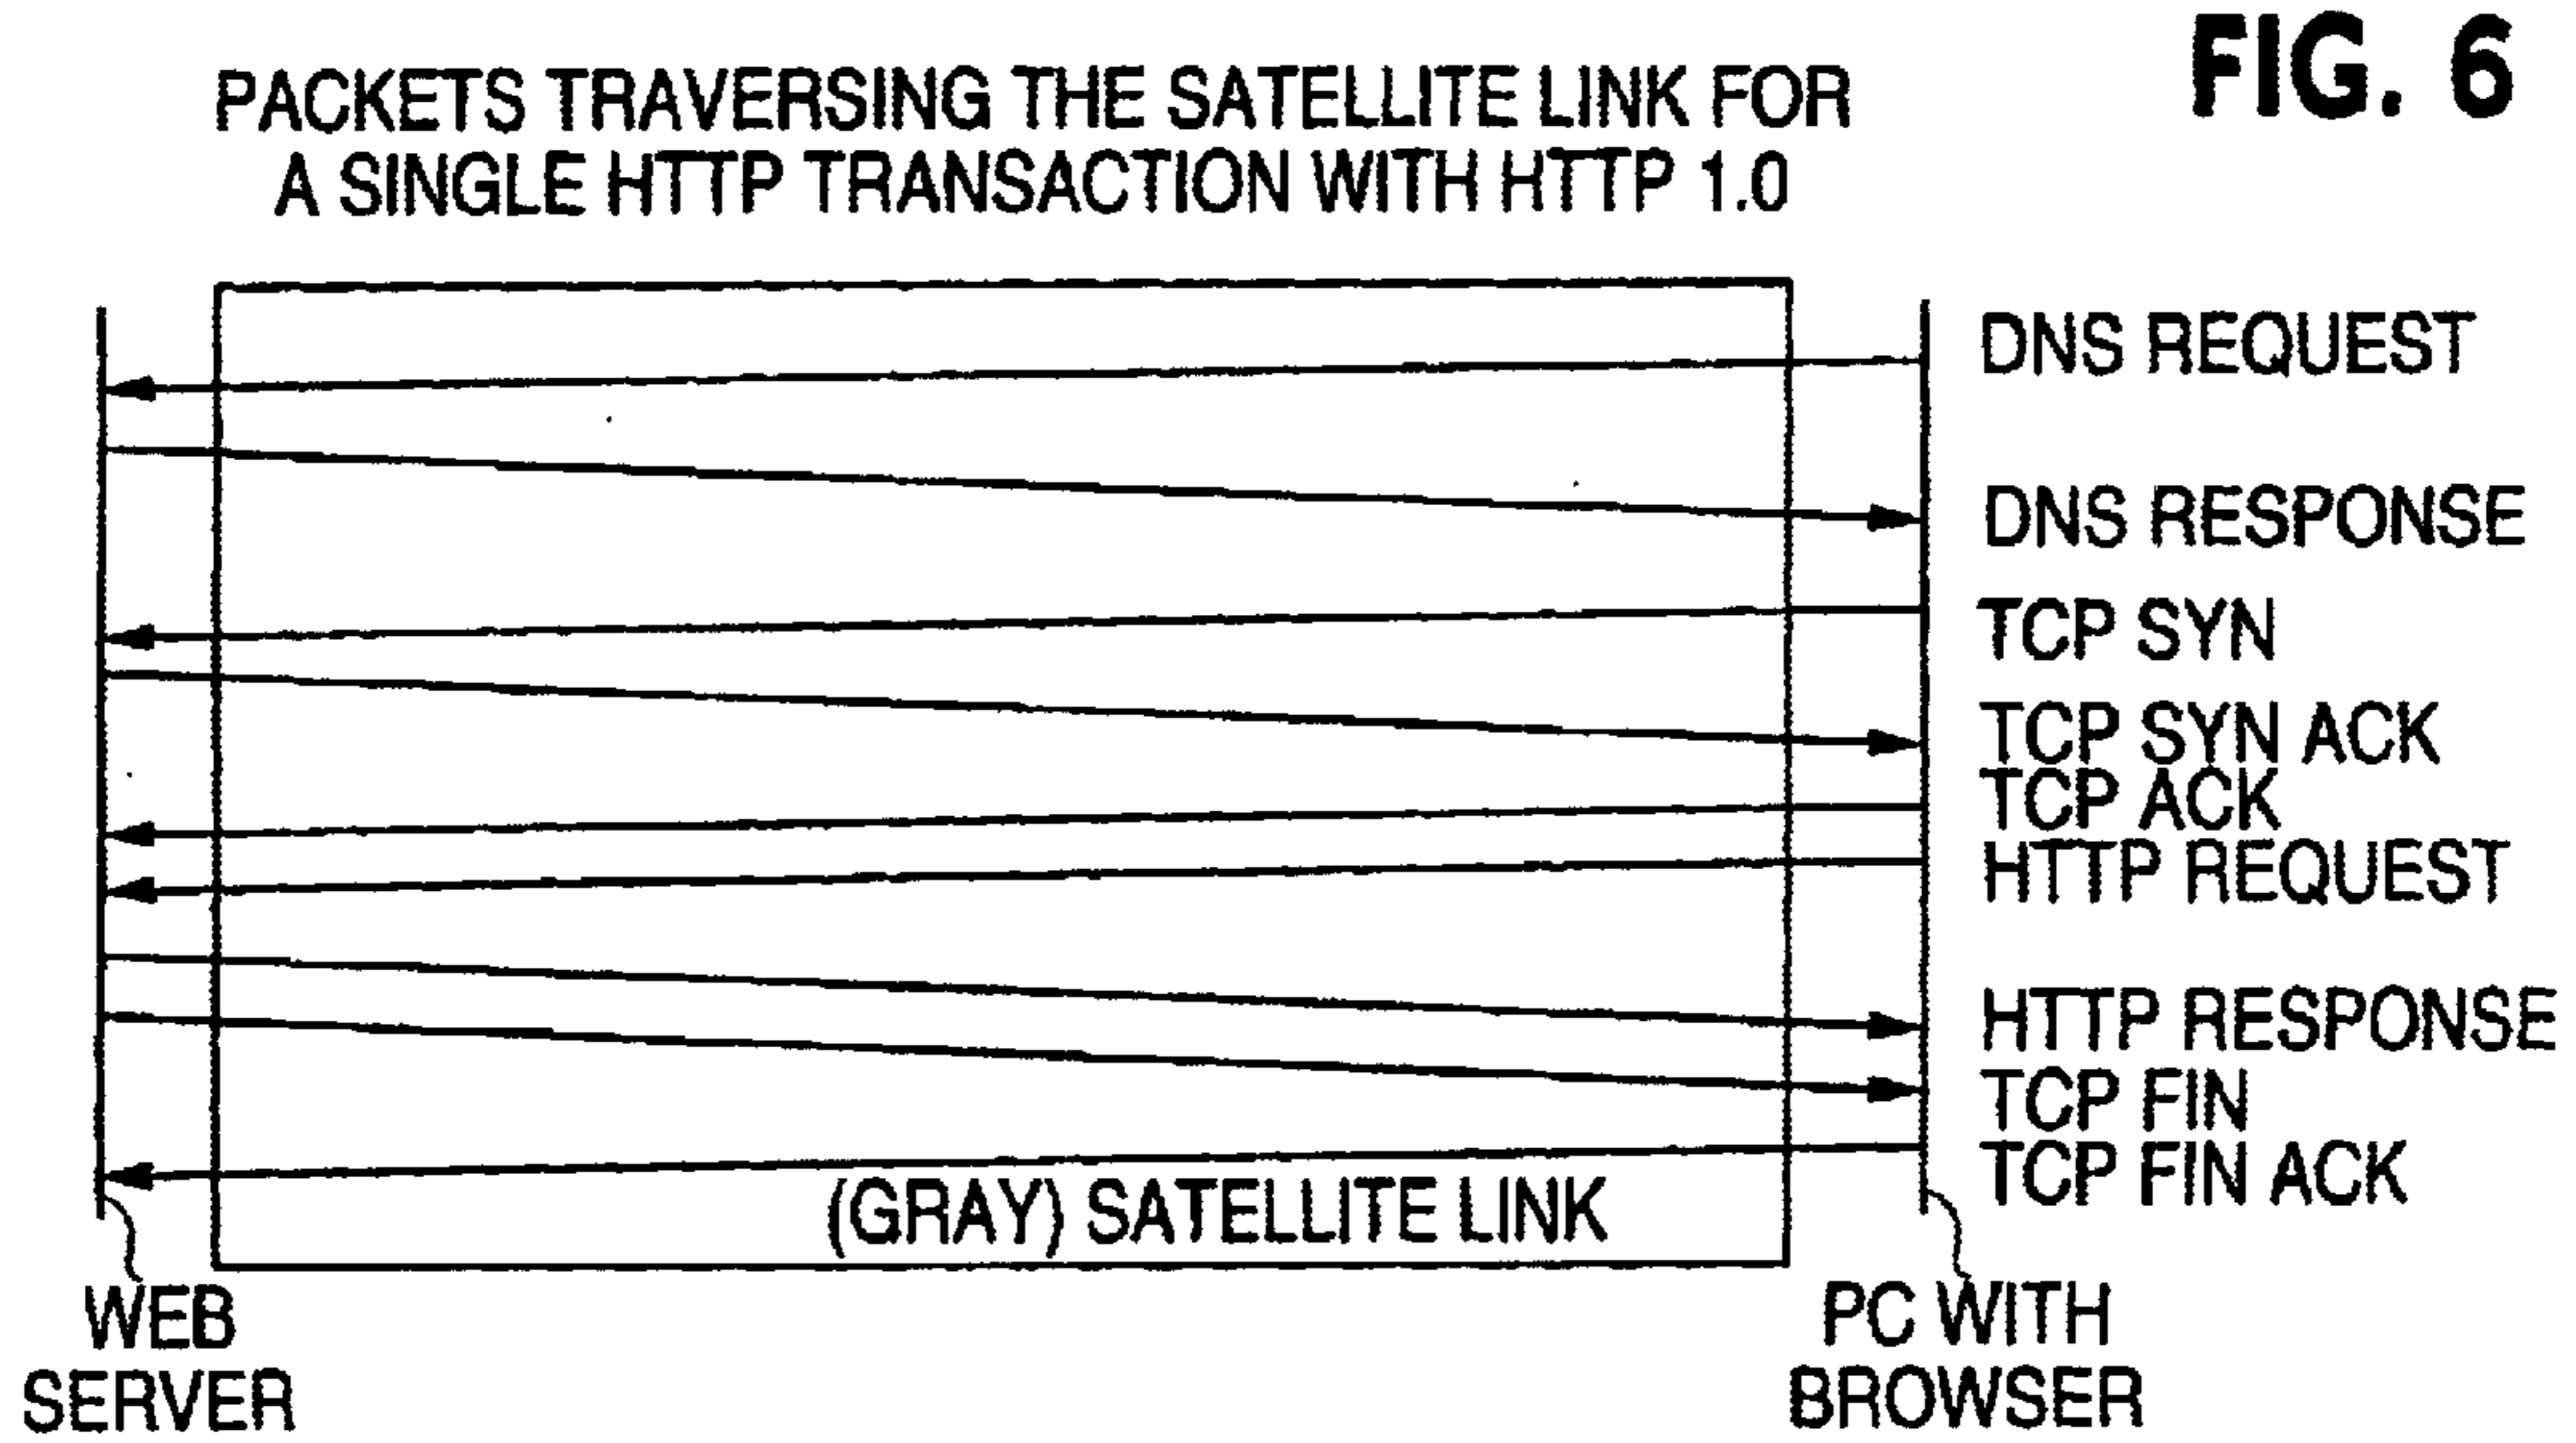 FIG. 6
PACKETS TRAVERSING THE SATELLITE LINK FOR
A SINGLE HTTP TRANSACTION WITH HTTP 1.0
DNS REQUEST
DNS RESPONSE
TCP SYN
TCP SYN ACK
TCP ACK
HTTP REQUEST
HTTP RESPONSE
TCP FIN
TCP FIN ACK
(GRAY) SATELLITE LINK
WEB
SERVER
PC WITH
BROWSER